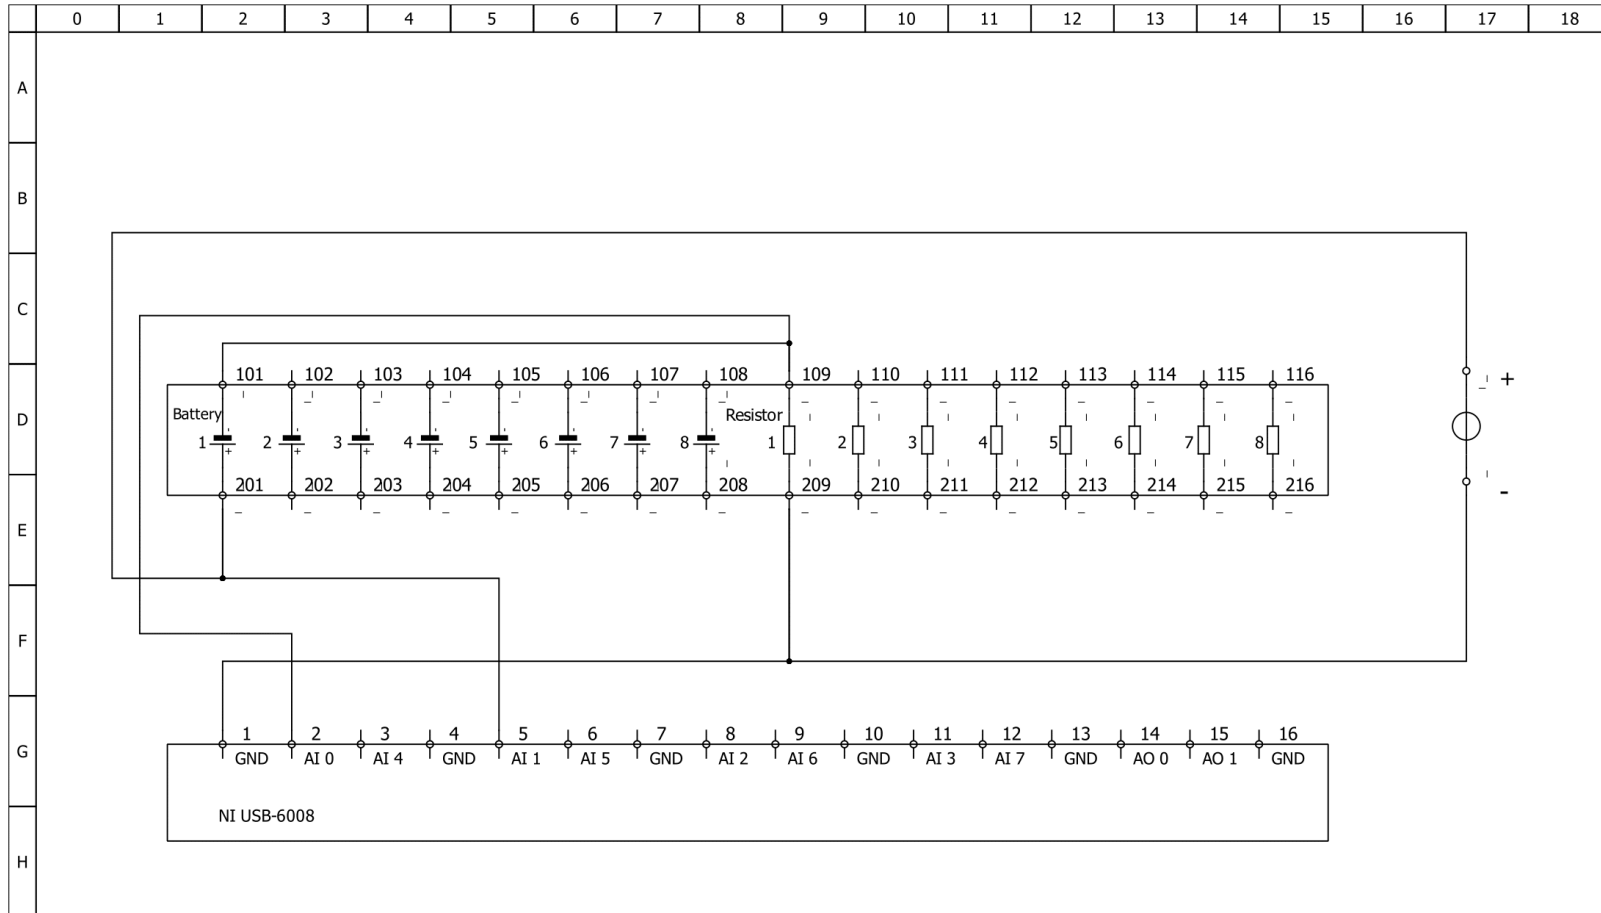 0 1 2 3 4 5 6 7 8 9 10 11 12 13 14 15 16 17 18
A
B
C
101 102 103 104 105 106 107 108 109 110 111 112 113 114 115 116
+
D
Battery Resistor
1 2 3 4 5 6 7 8 1 2 3 4 5 6 7 8
201 202 203 204 205 206 207 208 209 210 211 212 213 214 215 216
-
E
F
1 2 3 4 5 6 7 8 9 10 11 12 13 14 15 16
G
GND AI 0 AI 4 GND AI 1 AI 5 GND AI 2 AI 6 GND AI 3 AI 7 GND AO 0 AO 1 GND
NI USB-6008
H